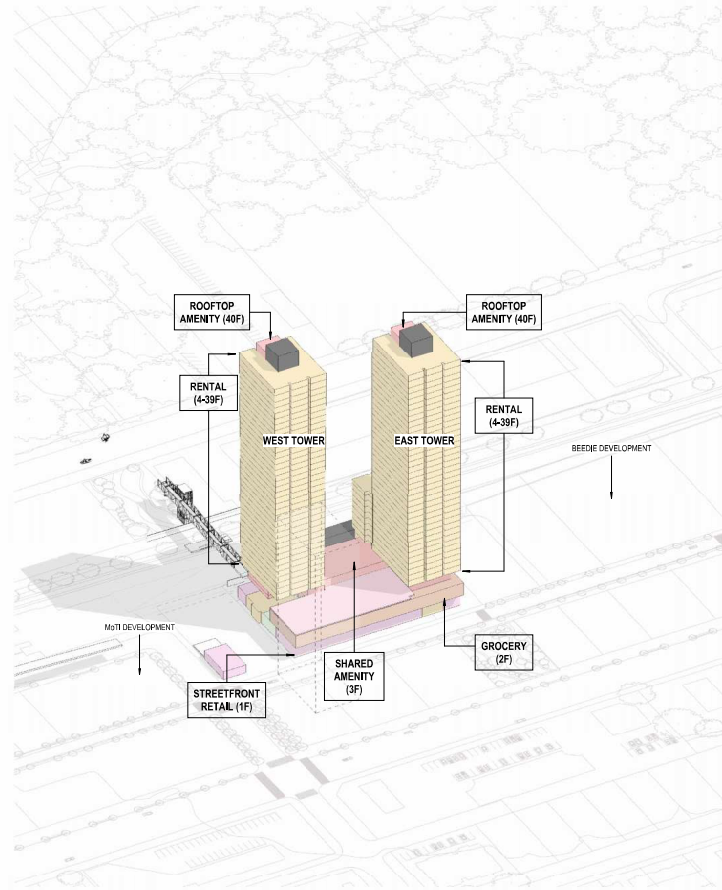 ROOFTOP
AMENITY (40F)
ROOFTOP
AMENITY (40F)
RENTAL
(4-39F)
RENTAL
(4-39F)
WEST TOWER
EAST TOWER
BEEDIE DEVELOPMENT
MoTI DEVELOPMENT
GROCERY
(2F)
SHARED
AMENITY
(3F)
STREETFRONT
RETAIL (1F)